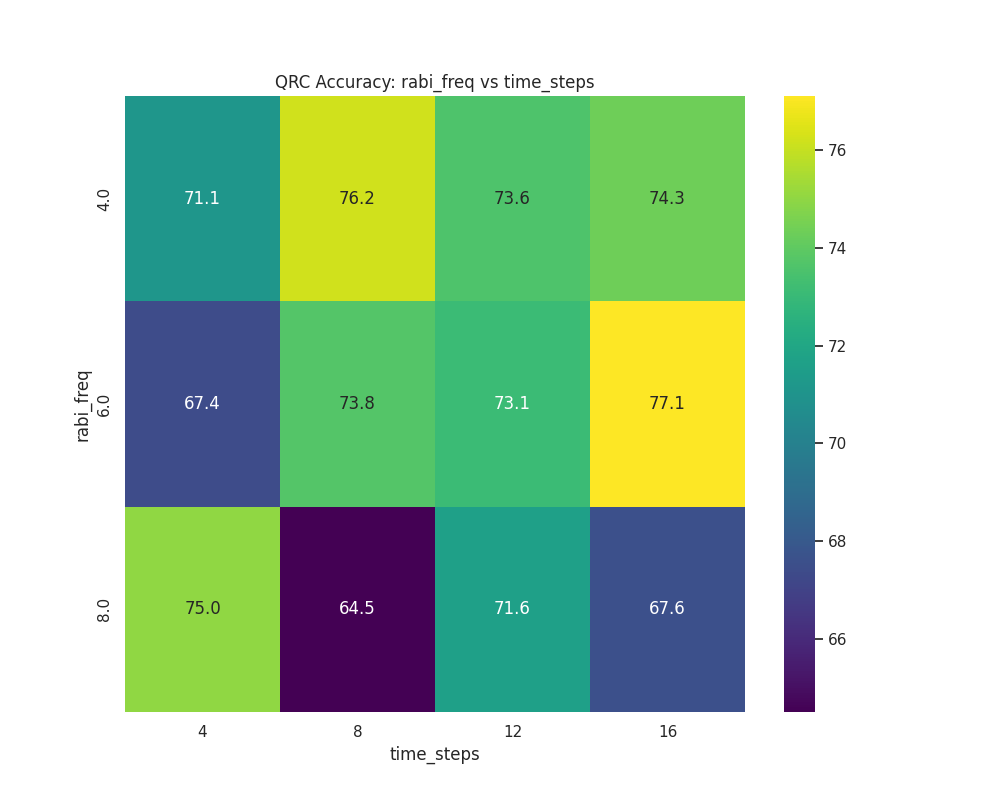 QRC Accuracy: rabi_freq vs time_steps
rabi_freq
4.0
71.1 76.2 73.6 74.3
6.0
67.4 73.8 73.1 77.1
8.0
75.0 64.5 71.6 67.6
4 8 12 16
time_steps
76
74
72
70
68
66